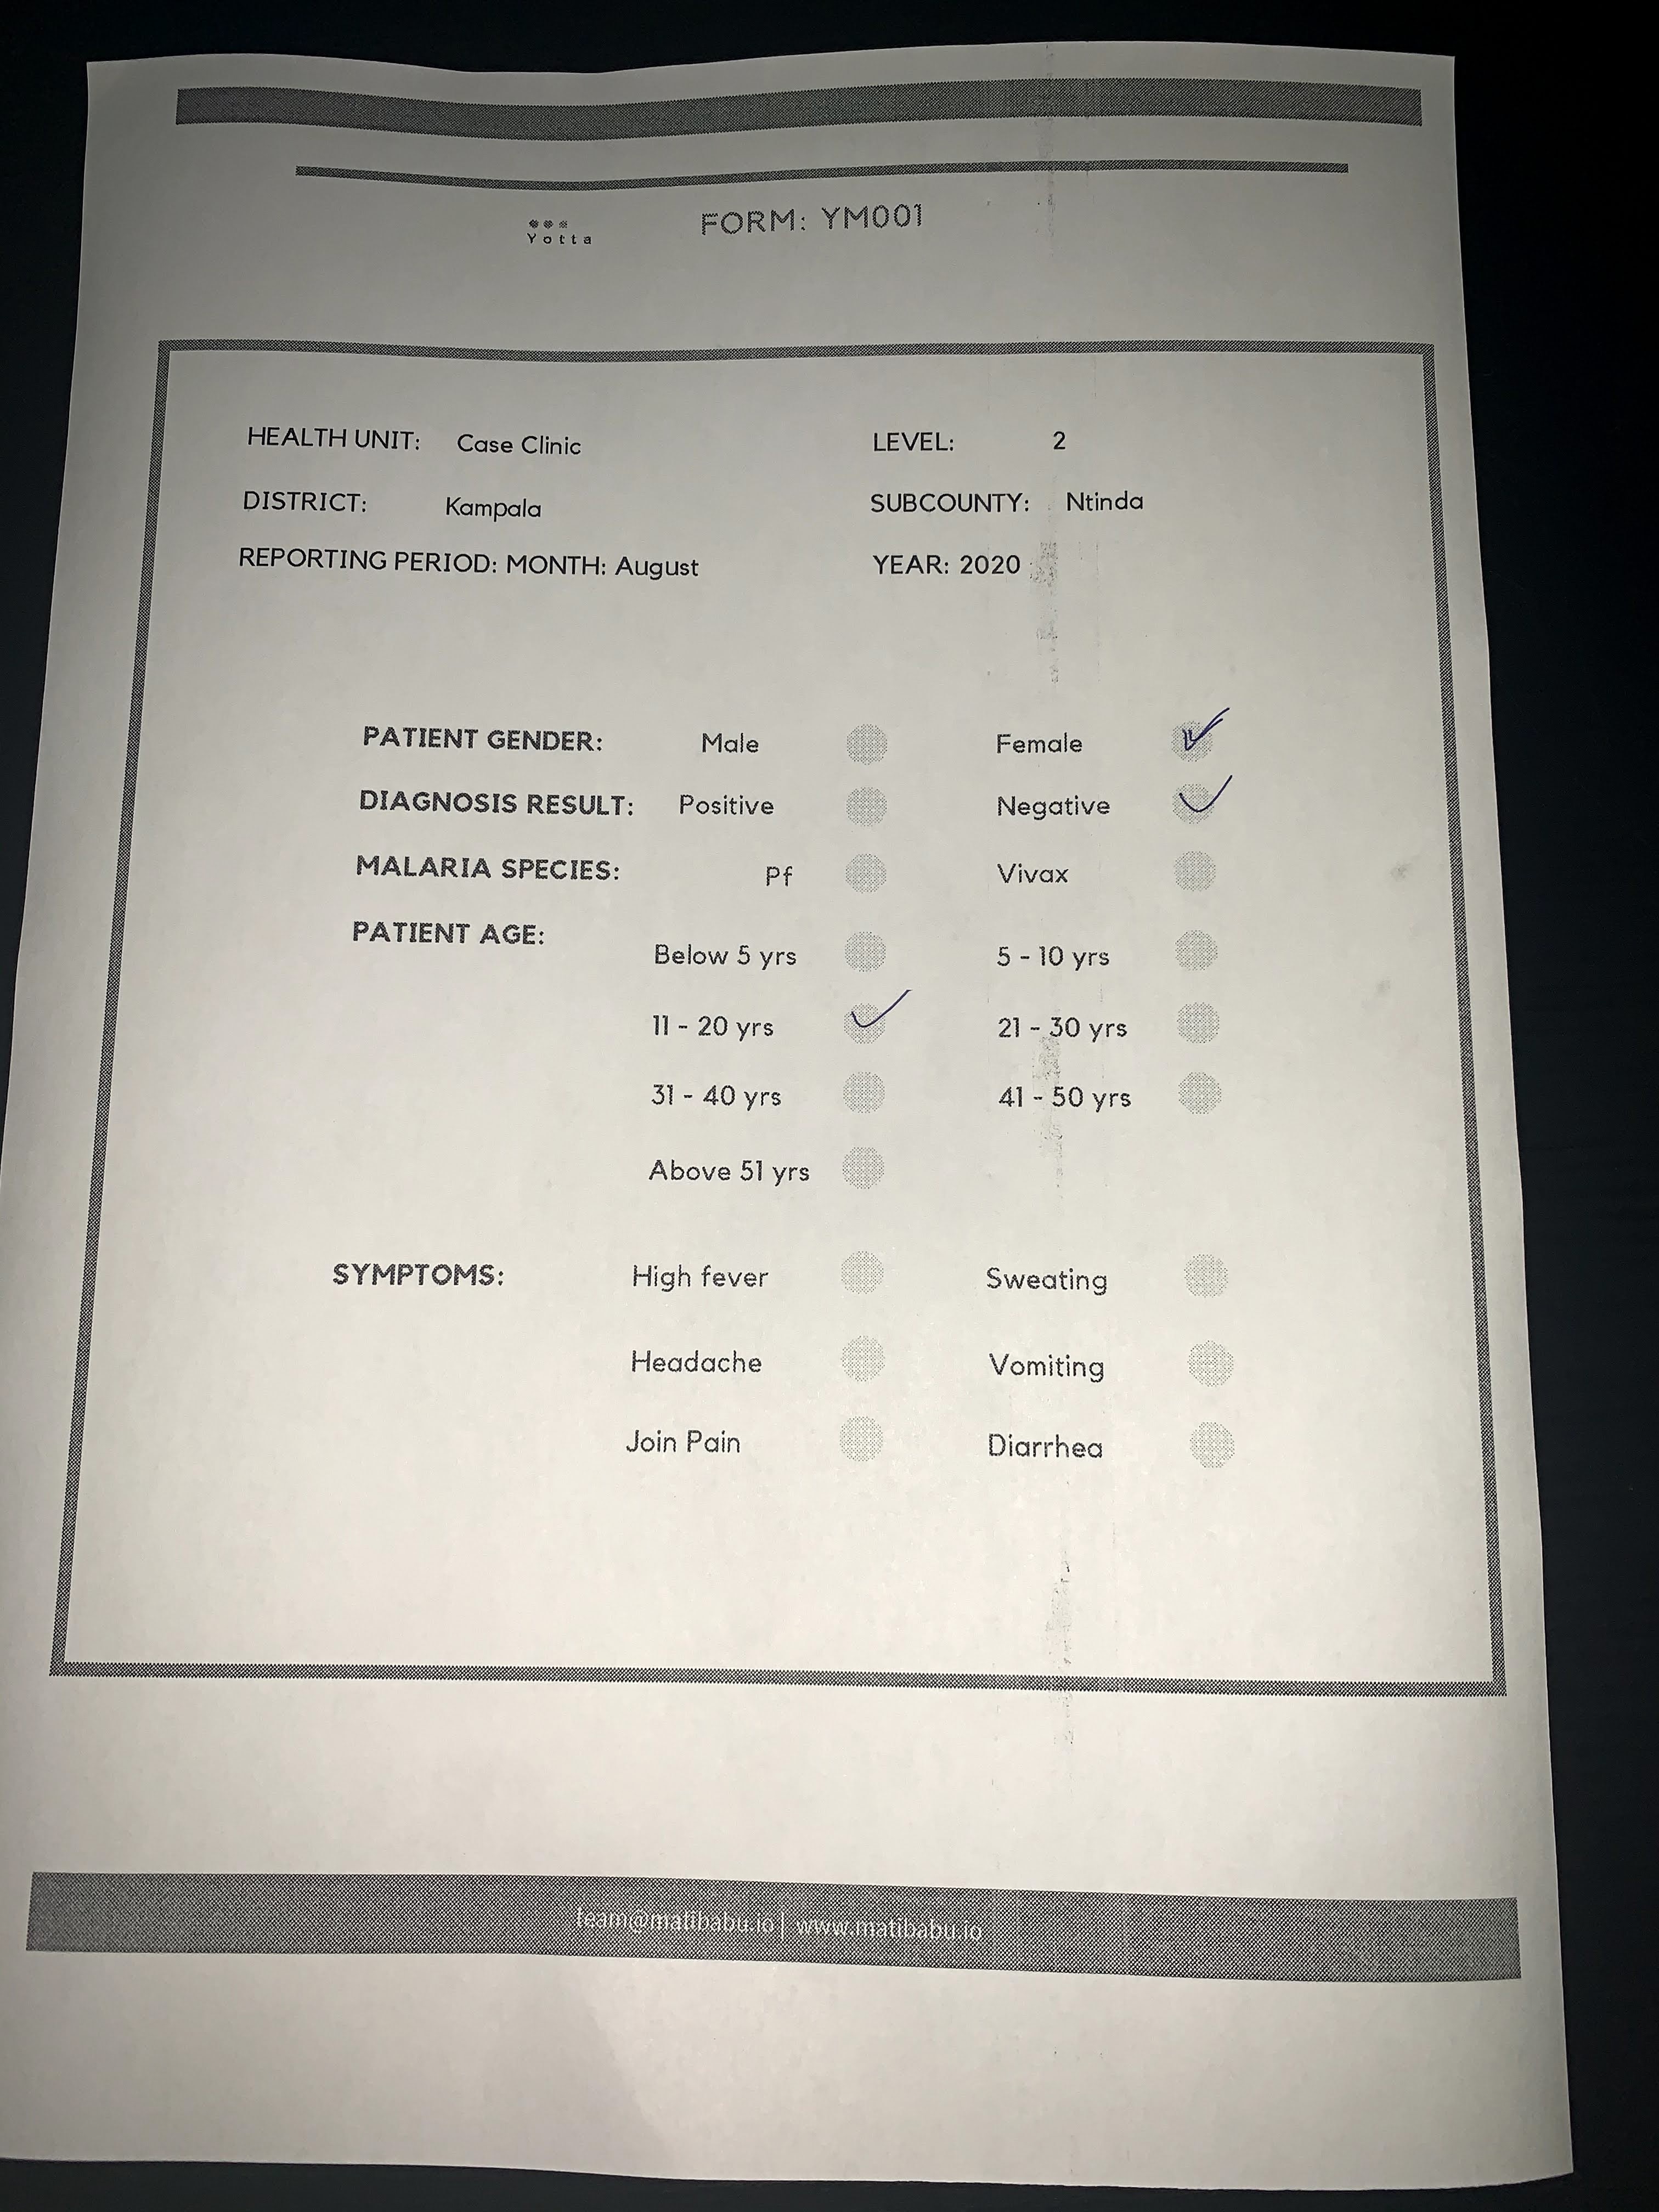 Yotta FORM: YM001
HEALTH UNIT: Case Clinic LEVEL: 2
DISTRICT: Kampala SUBCOUNTY: Ntinda
REPORTING PERIOD: MONTH: August YEAR: 2020
PATIENT GENDER: Male Female
DIAGNOSIS RESULT: Positive Negative
MALARIA SPECIES: Pf Vivax
PATIENT AGE:
Below 5 yrs 5 - 10 yrs
11 - 20 yrs 21 - 30 yrs
31 - 40 yrs 41 - 50 yrs
Above 51 yrs
SYMPTOMS: High fever Sweating
Headache Vomiting
Join Pain Diarrhea
team@matibabu.io | www.matibabu.io